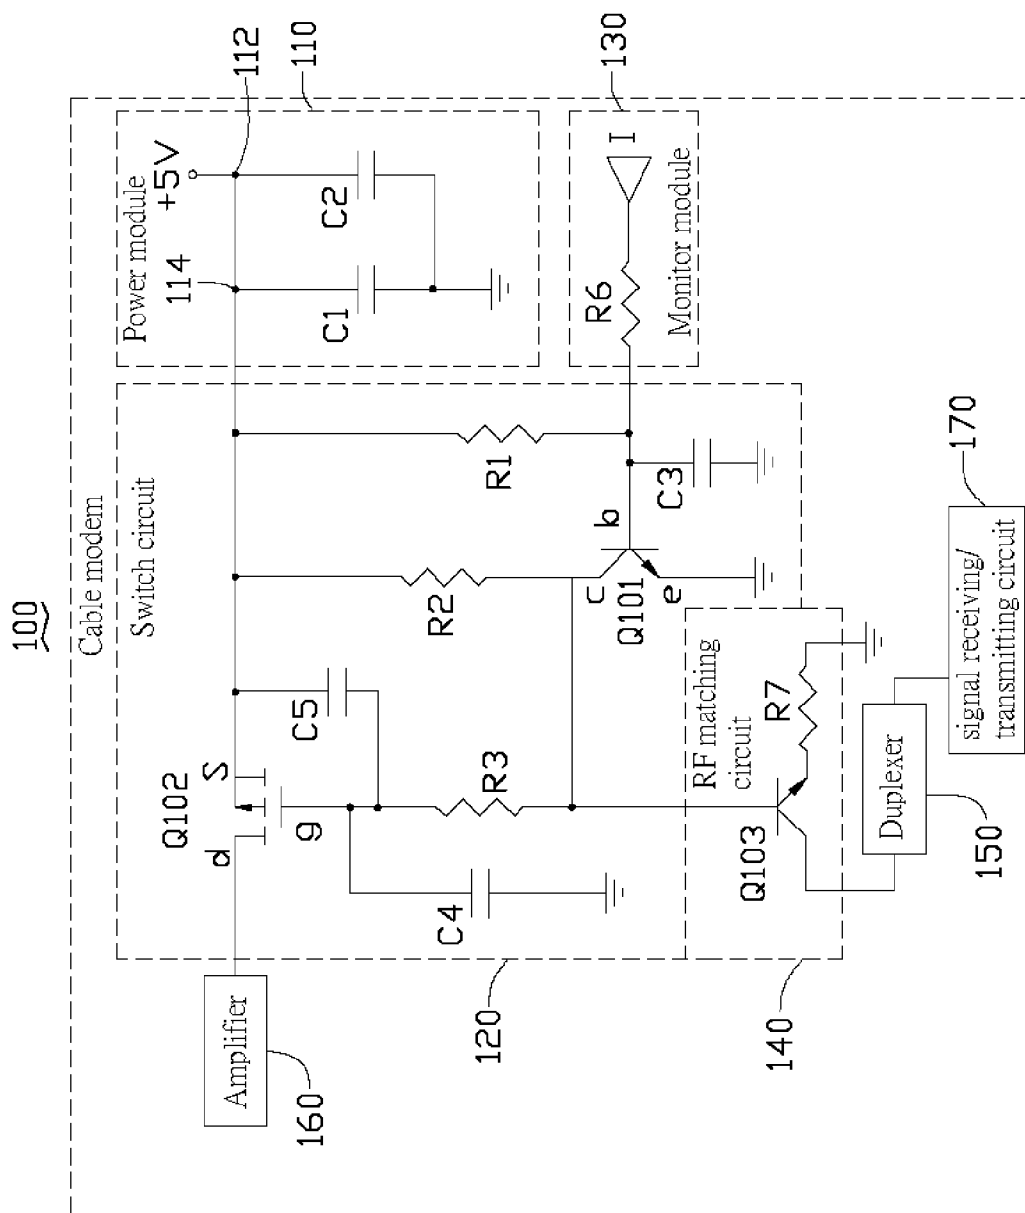 100
Cable modem
Switch circuit
Power module
+5V
112
110
114
C1
C2
Q102
d
S
g
C5
R2
R1
R3
C4
Amplifier
160
120
c
b
e
Q101
C3
R6
I
Monitor module
130
RF matching
circuit
R7
Q103
140
Duplexer
150
signal receiving/
transmitting circuit
170